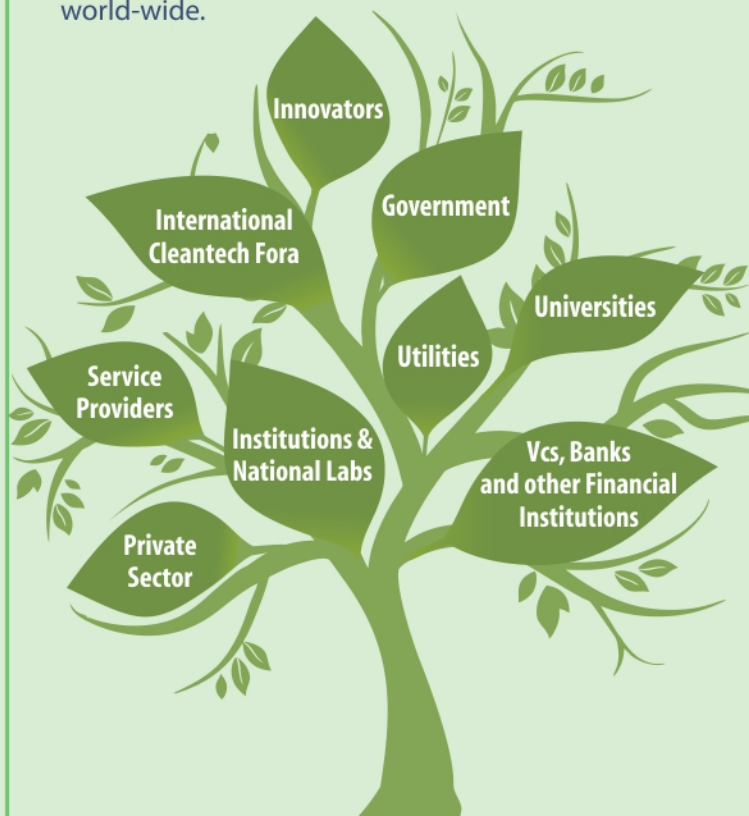 world-wide.
Innovators
International
Cleantech Fora
Government
Universities
Utilities
Service
Providers
Institutions &
National Labs
Vcs, Banks
and other Financial
Institutions
Private
Sector